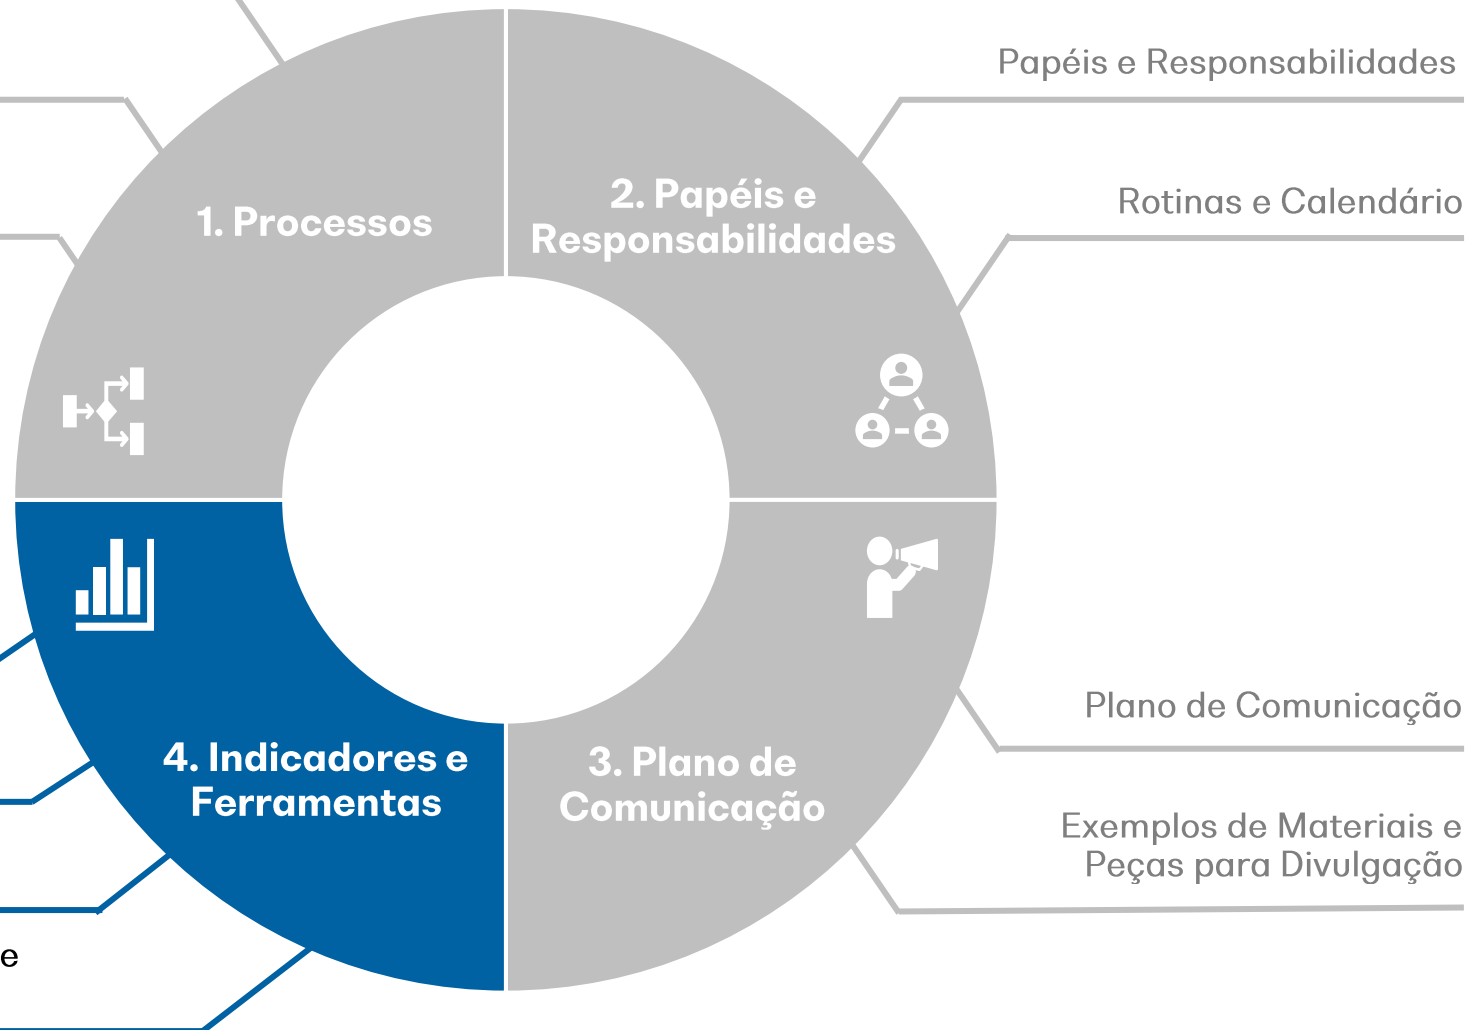 Papéis e Responsabilidades
Rotinas e Calendário
1. Processos
2. Papéis e
Responsabilidades
4. Indicadores e
Ferramentas
3. Plano de
Comunicação
Plano de Comunicação
Exemplos de Materiais e
Peças para Divulgação
e